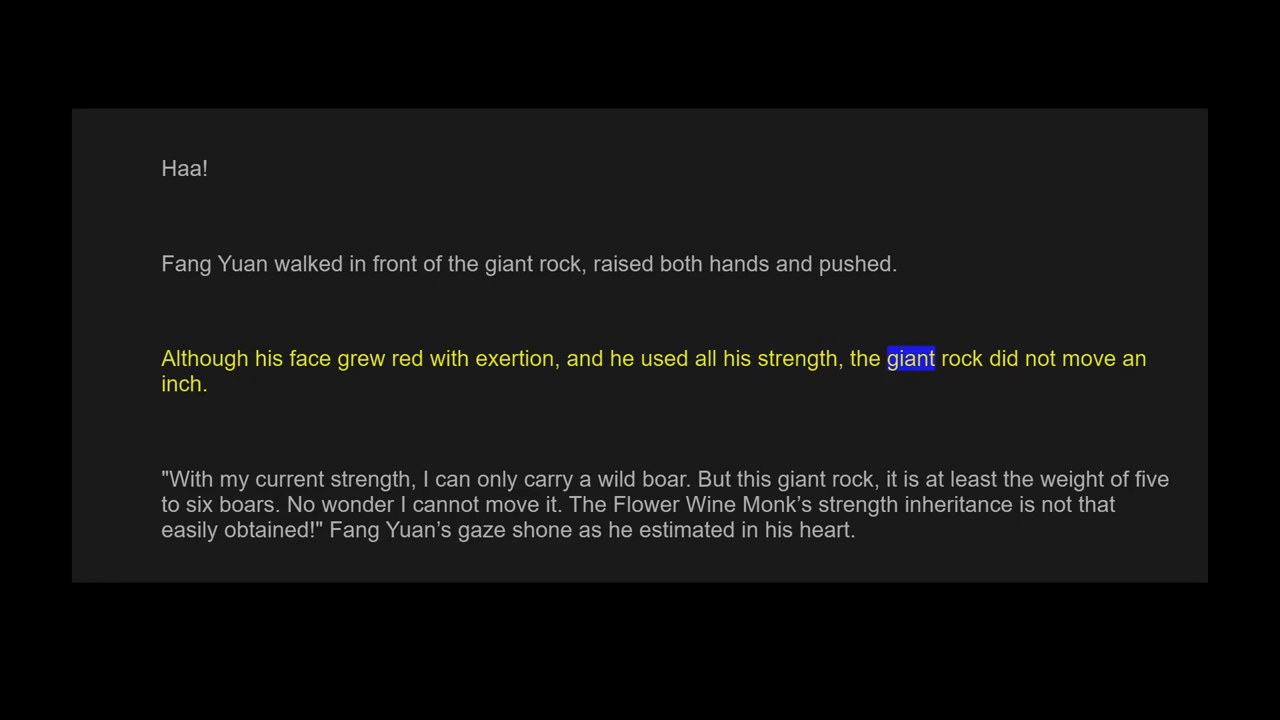 Haa!
Fang Yuan walked in front of the giant rock, raised both hands and pushed.
Although his face grew red with exertion, and he used all his strength, the giant rock did not move an
inch.
"With my current strength, I can only carry a wild boar. But this giant rock, it is at least the weight of five
to six boars. No wonder I cannot move it. The Flower Wine Monk’s strength inheritance is not that
easily obtained!" Fang Yuan’s gaze shone as he estimated in his heart.